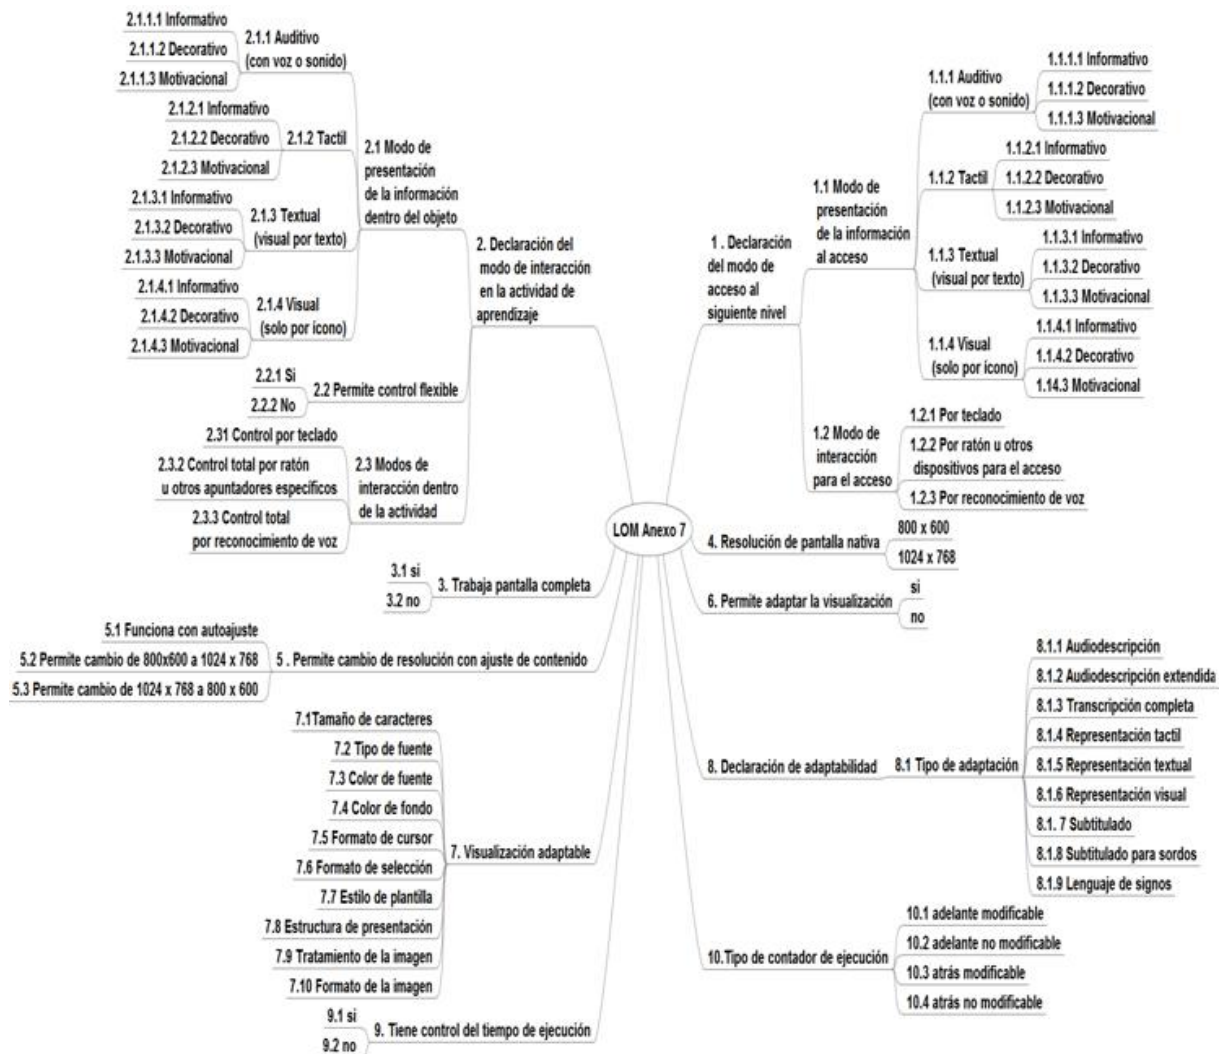 LOM Anexo 7
1 . Declaración
del modo de
acceso al
siguiente nivel
1.1 Modo de
presentación
de la información
al acceso
1.1.1 Auditivo
(con voz o sonido)
1.1.1.1 Informativo
1.1.1.2 Decorativo
1.1.1.3 Motivacional
1.1.2 Tactil
1.1.2.1 Informativo
1.1.2.2 Decorativo
1.1.2.3 Motivacional
1.1.3 Textual
(visual por texto)
1.1.3.1 Informativo
1.1.3.2 Decorativo
1.1.3.3 Motivacional
1.1.4 Visual
(solo por ícono)
1.1.4.1 Informativo
1.1.4.2 Decorativo
1.14.3 Motivacional
1.2 Modo de
interacción
para el acceso
1.2.1 Por teclado
1.2.2 Por ratón u otros
dispositivos para el acceso
1.2.3 Por reconocimiento de voz
2. Declaración del
modo de interacción
en la actividad de
aprendizaje
2.1 Modo de
presentación
de la información
dentro del objeto
2.1.1 Auditivo
(con voz o sonido)
2.1.1.1 Informativo
2.1.1.2 Decorativo
2.1.1.3 Motivacional
2.1.2 Tactil
2.1.2.1 Informativo
2.1.2.2 Decorativo
2.1.2.3 Motivacional
2.1.3 Textual
(visual por texto)
2.1.3.1 Informativo
2.1.3.2 Decorativo
2.1.3.3 Motivacional
2.1.4 Visual
(solo por ícono)
2.1.4.1 Informativo
2.1.4.2 Decorativo
2.1.4.3 Motivacional
2.2 Permite control flexible
2.2.1 Si
2.2.2 No
2.3 Modos de
interacción dentro
de la actividad
2.31 Control por teclado
2.3.2 Control total por ratón
u otros apuntadores específicos
2.3.3 Control total
por reconocimiento de voz
3. Trabaja pantalla completa
3.1 si
3.2 no
4. Resolución de pantalla nativa
800 x 600
1024 x 768
5 . Permite cambio de resolución con ajuste de contenido
5.1 Funciona con autoajuste
5.2 Permite cambio de 800x600 a 1024 x 768
5.3 Permite cambio de 1024 x 768 a 800 x 600
6. Permite adaptar la visualización
si
no
7. Visualización adaptable
7.1Tamaño de caracteres
7.2 Tipo de fuente
7.3 Color de fuente
7.4 Color de fondo
7.5 Formato de cursor
7.6 Formato de selección
7.7 Estilo de plantilla
7.8 Estructura de presentación
7.9 Tratamiento de la imagen
7.10 Formato de la imagen
8. Declaración de adaptabilidad
8.1 Tipo de adaptación
8.1.1 Audiodescripción
8.1.2 Audiodescripción extendida
8.1.3 Transcripción completa
8.1.4 Representación tactil
8.1.5 Representación textual
8.1.6 Representación visual
8.1. 7 Subtitulado
8.1.8 Subtitulado para sordos
8.1.9 Lenguaje de signos
9. Tiene control del tiempo de ejecución
9.1 si
9.2 no
10.Tipo de contador de ejecución
10.1 adelante modificable
10.2 adelante no modificable
10.3 atrás modificable
10.4 atrás no modificable